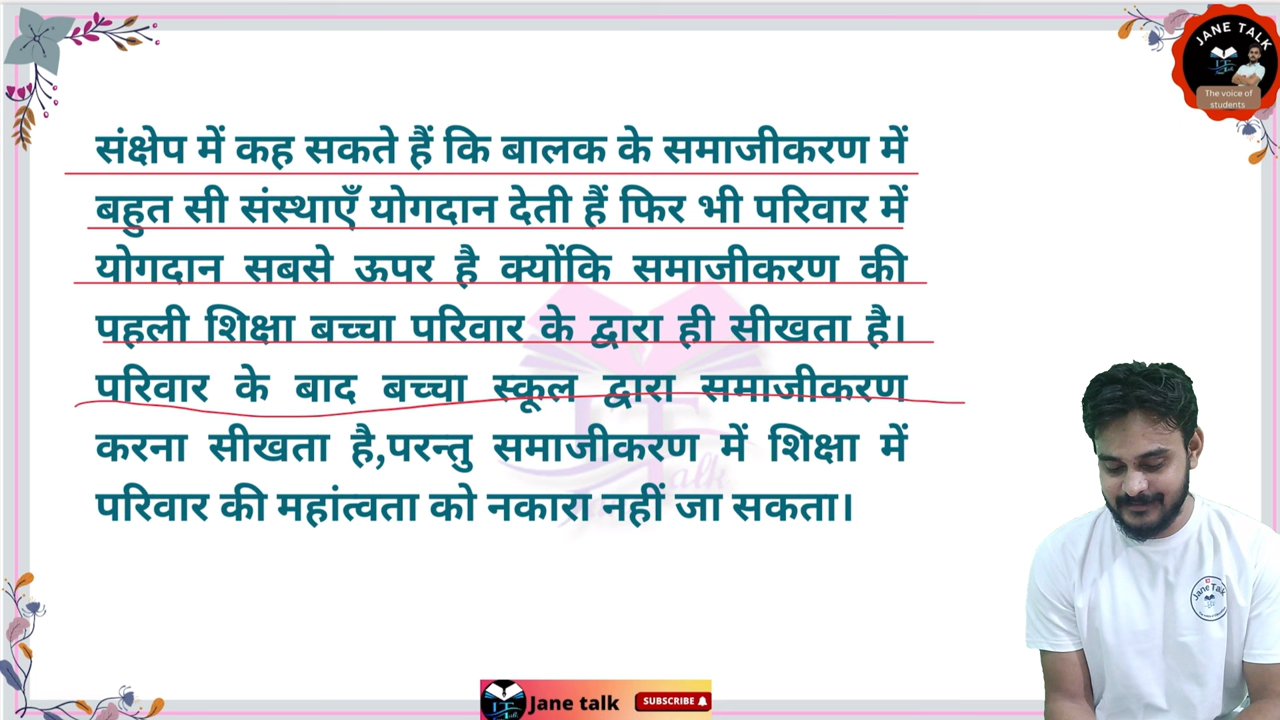 JANE TALK
The voice of
students
संक्षेप में कह सकते हैं कि बालक के समाजीकरण में
बहुत सी संस्थाएँ योगदान देती हैं फिर भी परिवार में
योगदान सबसे ऊपर है क्योंकि समाजीकरण की
पहली शिक्षा बच्चा परिवार के द्वारा ही सीखता है।
परिवार के बाद बच्चा स्कूल द्वारा समाजीकरण
करना सीखता है,परन्तु समाजीकरण में शिक्षा में
परिवार की महांत्वता को नकारा नहीं जा सकता।
Jane Talk
Jane talk
SUBSCRIBE